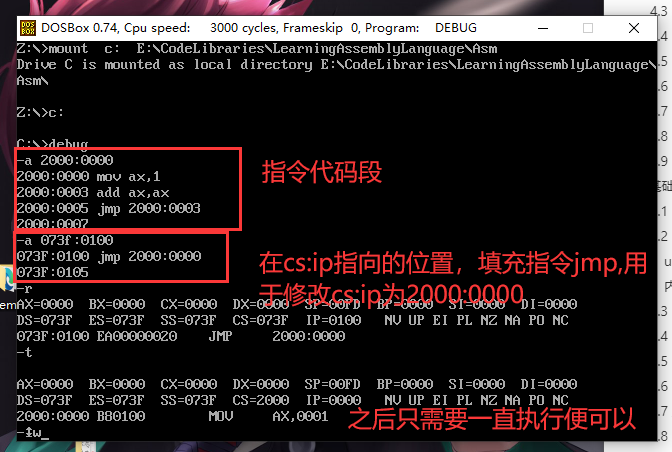 DOSBox 0.74, Cpu speed:    3000 cycles, Frameskip  0, Program:    DEBUG
Z:\>mount  c:  E:\CodeLibraries\LearningAssemblyLanguage\Asm
Drive C is mounted as local directory E:\CodeLibraries\LearningAssemblyLanguage\
Asm\
Z:\>c:
C:\>debug
-a 2000:0000
2000:0000 mov ax,1
2000:0003 add ax,ax
2000:0005 jmp 2000:0003
2000:0007
指令代码段
-a 073f:0100
073F:0100 jmp 2000:0000
073F:0105
在cs:ip指向的位置，填充指令jmp,用
于修改cs:ip为2000:0000
-r
AX=0000  BX=0000  CX=0000  DX=0000  SP=00FD  BP=0000  SI=0000  DI=0000
DS=073F  ES=073F  SS=073F  CS=073F  IP=0100   NV UP EI PL NZ NA PO NC
073F:0100 EA00000020    JMP     2000:0000
-t
AX=0000  BX=0000  CX=0000  DX=0000  SP=00FD  BP=0000  SI=0000  DI=0000
DS=073F  ES=073F  SS=073F  CS=2000  IP=0000   NV UP EI PL NZ NA PO NC
2000:0000 B80100        MOV     AX,0001
之后只需要一直执行便可以
4.3